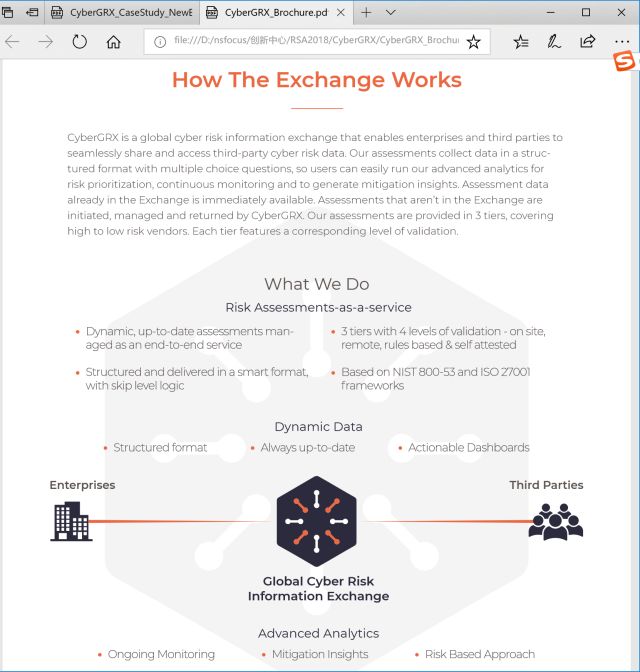 CyberGRX_CaseStudy_NewE
CyberGRX_Brochure.pdf
file:///D:/nsfocus/创新中心/RSA2018/CyberGRX/CyberGRX_Brochu
S
How The Exchange Works
CyberGRX is a global cyber risk information exchange that enables enterprises and third parties to
seamlessly share and access third-party cyber risk data. Our assessments collect data in a struc-
tured format with multiple choice questions, so users can easily run our advanced analytics for
risk prioritization, continuous monitoring and to generate mitigation insights. Assessment data
already in the Exchange is immediately available. Assessments that aren't in the Exchange are
initiated, managed and returned by CyberGRX. Our assessments are provided in 3 tiers, covering
high to low risk vendors. Each tier features a corresponding level of validation.
What We Do
Risk Assessments-as-a-service
• Dynamic, up-to-date assessments man-
aged as an end-to-end service
• 3 tiers with 4 levels of validation - on site,
remote, rules based & self attested
• Structured and delivered in a smart format,
with skip level logic
• Based on NIST 800-53 and ISO 27001
frameworks
Dynamic Data
• Structured format • Always up-to-date • Actionable Dashboards
Enterprises
Third Parties
Global Cyber Risk
Information Exchange
Advanced Analytics
• Ongoing Monitoring • Mitigation Insights • Risk Based Approach